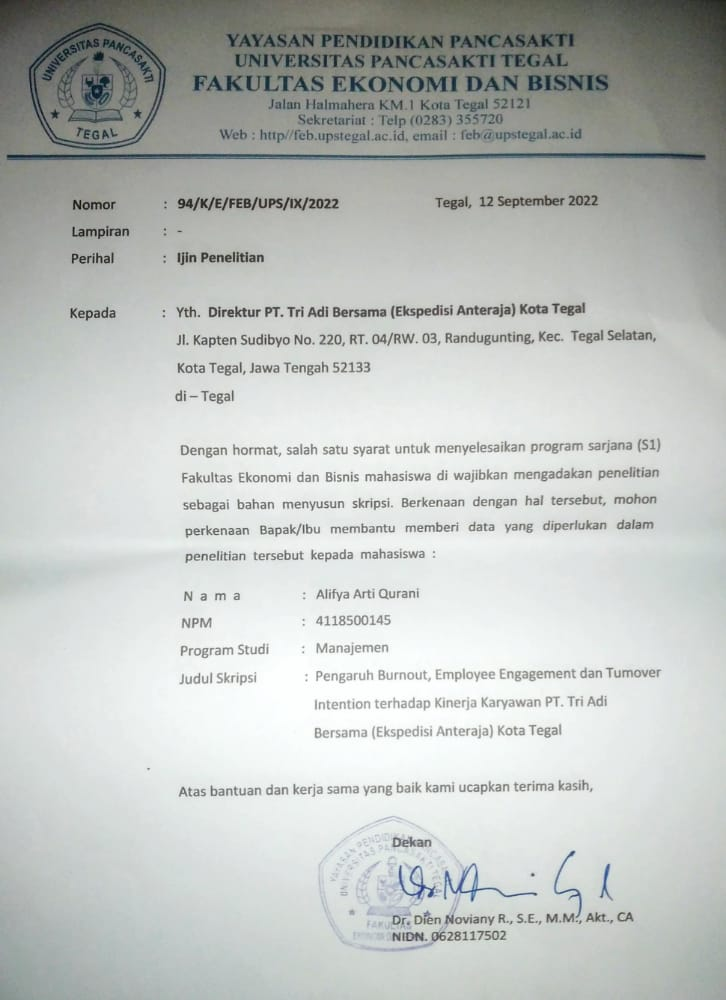 UNIVERSITAS PANCASAKTI
TEGAL
YAYASAN PENDIDIKAN PANCASAKTI
UNIVERSITAS PANCASAKTI TEGAL
FAKULTAS EKONOMI DAN BISNIS
Jalan Halmahera KM.1 Kota Tegal 52121
Sekretariat : Telp (0283) 355720
Web : http//feb.upstegal.ac.id, email : feb@upstegal.ac.id
Nomor : 94/K/E/FEB/UPS/IX/2022 Tegal, 12 September 2022
Lampiran : -
Perihal : Ijin Penelitian
Kepada : Yth. Direktur PT. Tri Adi Bersama (Ekspedisi Anteraja) Kota Tegal
Jl. Kapten Sudibyo No. 220, RT. 04/RW. 03, Randugunting, Kec. Tegal Selatan,
Kota Tegal, Jawa Tengah 52133
di – Tegal
Dengan hormat, salah satu syarat untuk menyelesaikan program sarjana (S1)
Fakultas Ekonomi dan Bisnis mahasiswa di wajibkan mengadakan penelitian
sebagai bahan menyusun skripsi. Berkenaan dengan hal tersebut, mohon
perkenaan Bapak/Ibu membantu memberi data yang diperlukan dalam
penelitian tersebut kepada mahasiswa :
N a m a : Alifya Arti Qurani
NPM : 4118500145
Program Studi : Manajemen
Judul Skripsi : Pengaruh Burnout, Employee Engagement dan Tumover
Intention terhadap Kinerja Karyawan PT. Tri Adi
Bersama (Ekspedisi Anteraja) Kota Tegal
Atas bantuan dan kerja sama yang baik kami ucapkan terima kasih,
Dekan
YAYASAN PENDIDIKAN PANCASAKTI
UNIVERSITAS PANCASAKTI TEGAL
FAKULTAS
Dr. Dien Noviany R., S.E., M.M., Akt., CA
NIDN. 0628117502